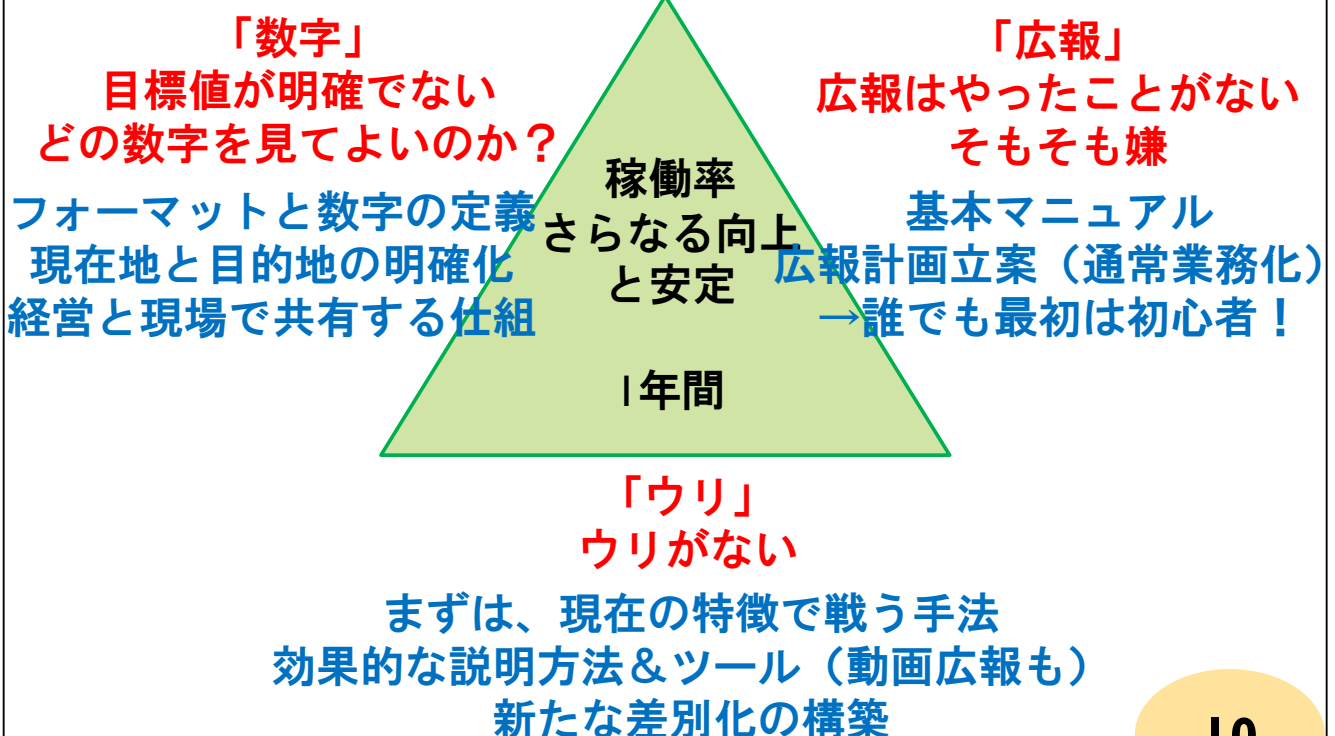 「数字」
目標値が明確でない
どの数字を見てよいのか?
フォーマットと数字の定義
現在地と目的地の明確化
経営と現場で共有する仕組
稼働率
さらなる向上
と安定
1年間
「広報」
広報はやったことがない
そもそも嫌
基本マニュアル
広報計画立案(通常業務化)
→誰でも最初は初心者!
「ウリ」
ウリがない
まずは、現在の特徴で戦う手法
効果的な説明方法&ツール(動画広報も)
新たな差別化の構築